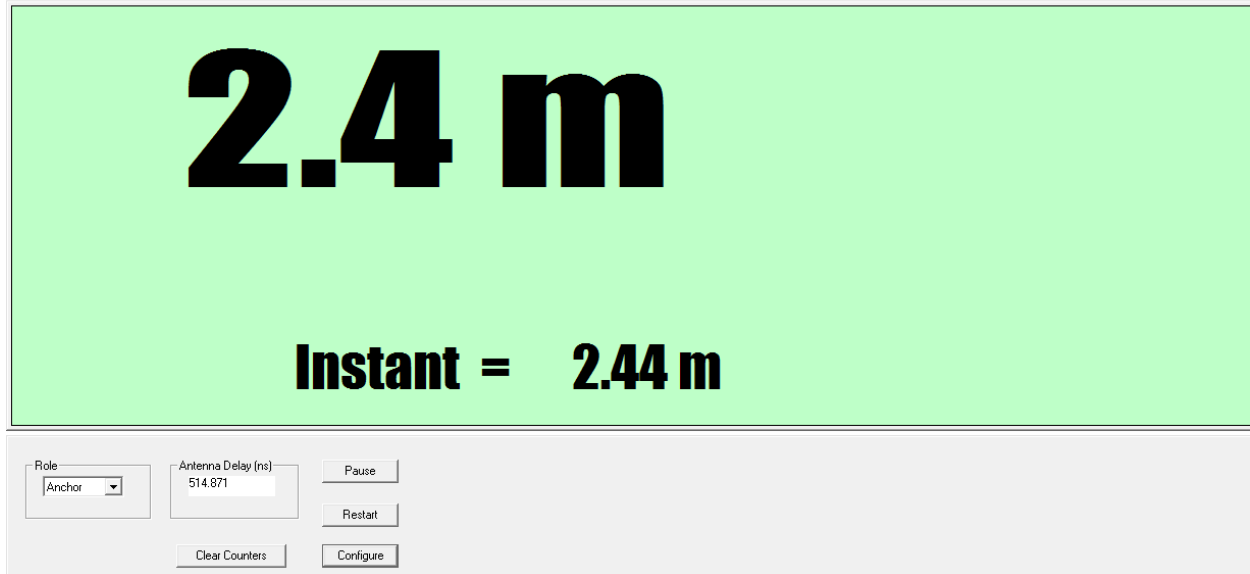 2.4 m
Instant = 2.44 m
Role
Anchor
Antenna Delay (ns)
514.871
Pause
Restart
Clear Counters
Configure